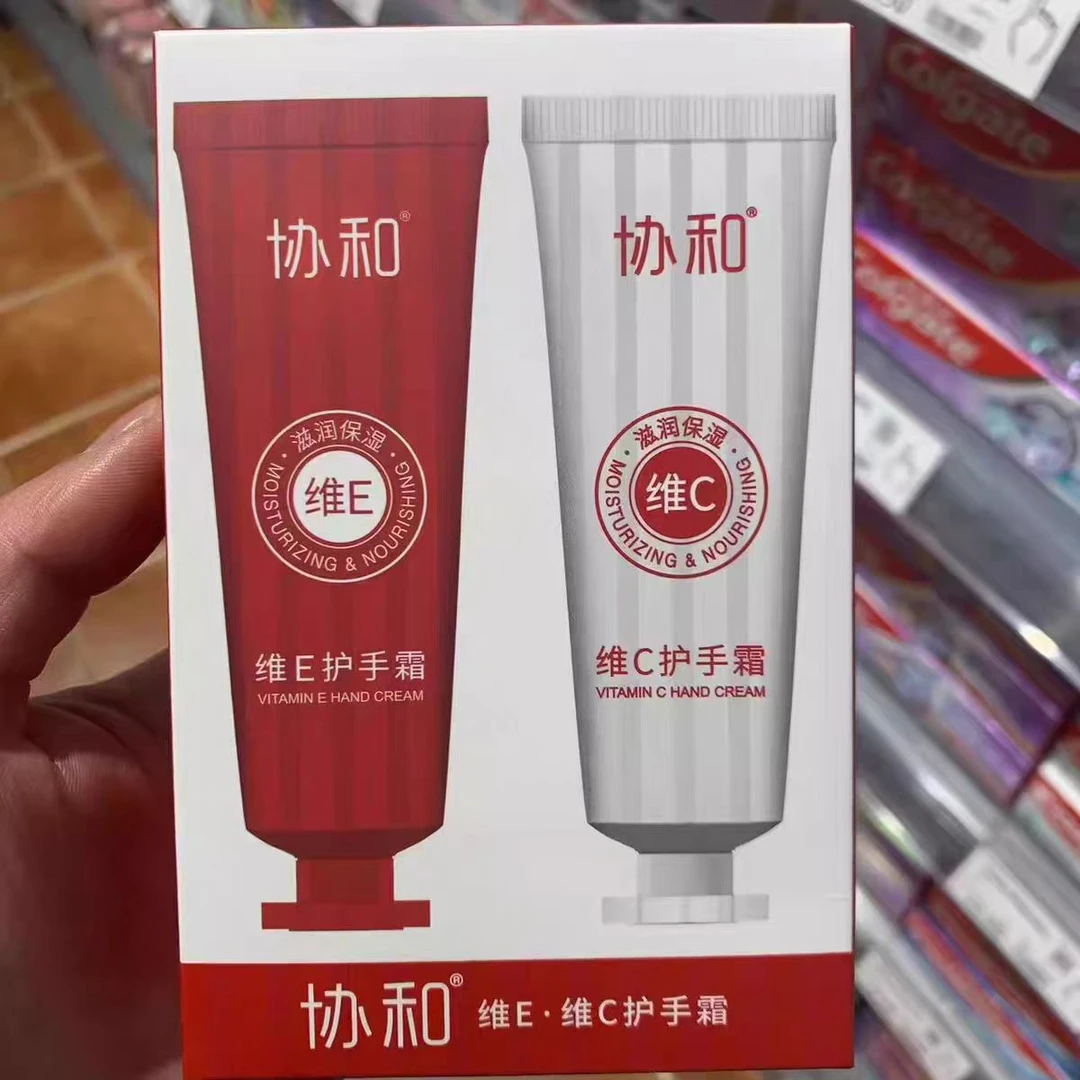 协和®
滋润保湿
维E
MOISTURIZING & NOURISHING
维E护手霜
VITAMIN E HAND CREAM
协和®
滋润保湿
维C
MOISTURIZING & NOURISHING
维C护手霜
VITAMIN C HAND CREAM
协和® 维E·维C护手霜
Colgate
Colgate
Colgate